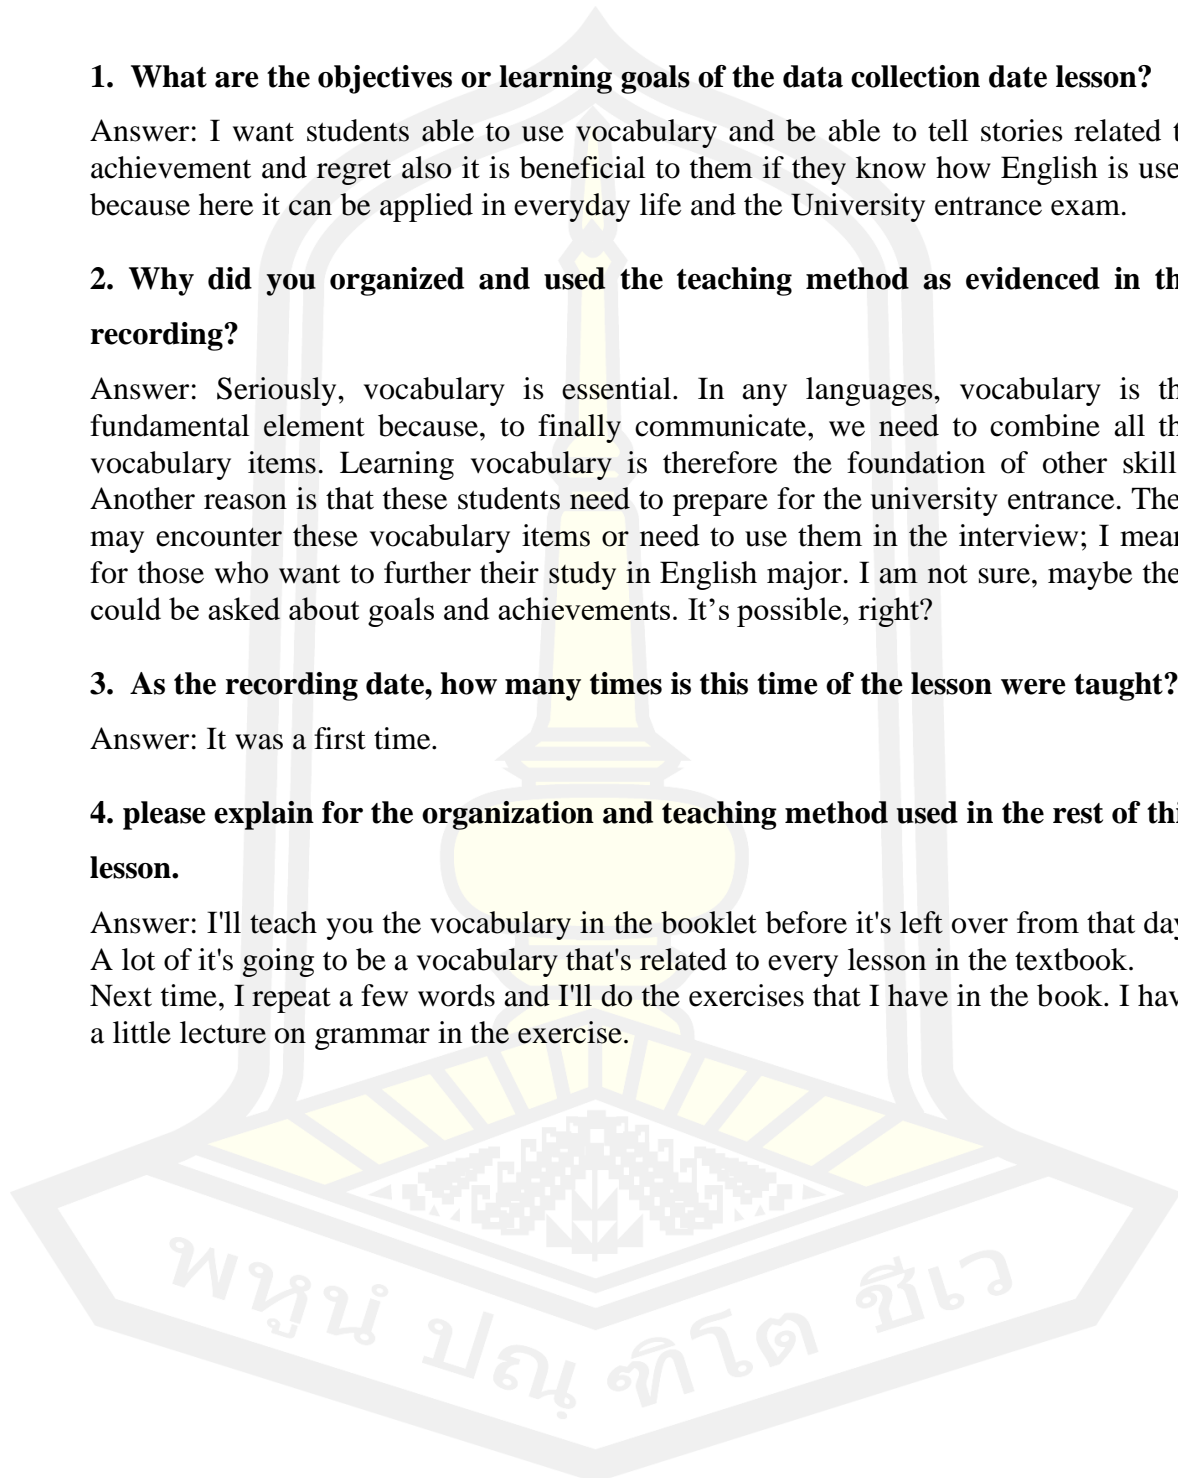 1. What are the objectives or learning goals of the data collection date lesson?
Answer: I want students able to use vocabulary and be able to tell stories related t
achievement and regret also it is beneficial to them if they know how English is use
because here it can be applied in everyday life and the University entrance exam.
2. Why did you organized and used the teaching method as evidenced in th
recording?
Answer: Seriously, vocabulary is essential. In any languages, vocabulary is th
fundamental element because, to finally communicate, we need to combine all th
vocabulary items. Learning vocabulary is therefore the foundation of other skill
Another reason is that these students need to prepare for the university entrance. The
may encounter these vocabulary items or need to use them in the interview; I mean
for those who want to further their study in English major. I am not sure, maybe the
could be asked about goals and achievements. It’s possible, right?
3. As the recording date, how many times is this time of the lesson were taught?
Answer: It was a first time.
4. please explain for the organization and teaching method used in the rest of thi
lesson.
Answer: I'll teach you the vocabulary in the booklet before it's left over from that day
A lot of it's going to be a vocabulary that's related to every lesson in the textbook.
Next time, I repeat a few words and I'll do the exercises that I have in the book. I hav
a little lecture on grammar in the exercise.
พหูนํ ปณฺฑิโต ชีเว